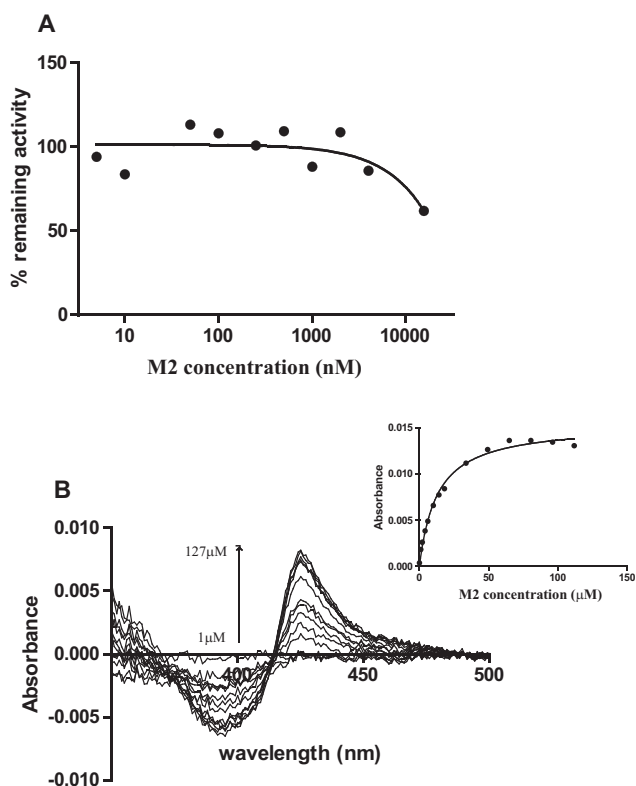 A
150
100
50
0
% remaining activity
10 100 1000 10000
M2 concentration (nM)
B
0.015
0.010
0.005
0.000
Absorbance
0 50 100 150
M2 concentration (μM)
0.010
0.005
0.000
-0.005
-0.010
Absorbance
127μM
1μM
400 450 500
wavelength (nm)